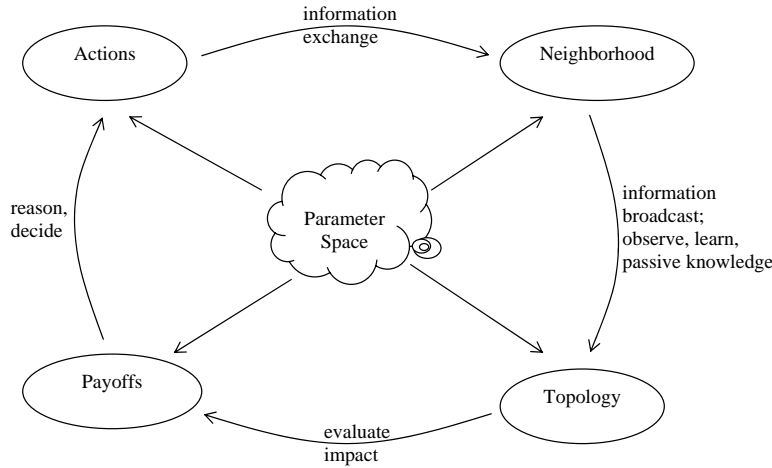 information
exchange
Actions
Neighborhood
reason,
decide
Parameter
Space
information
broadcast;
observe, learn,
passive knowledge
Payoffs
Topology
evaluate
impact